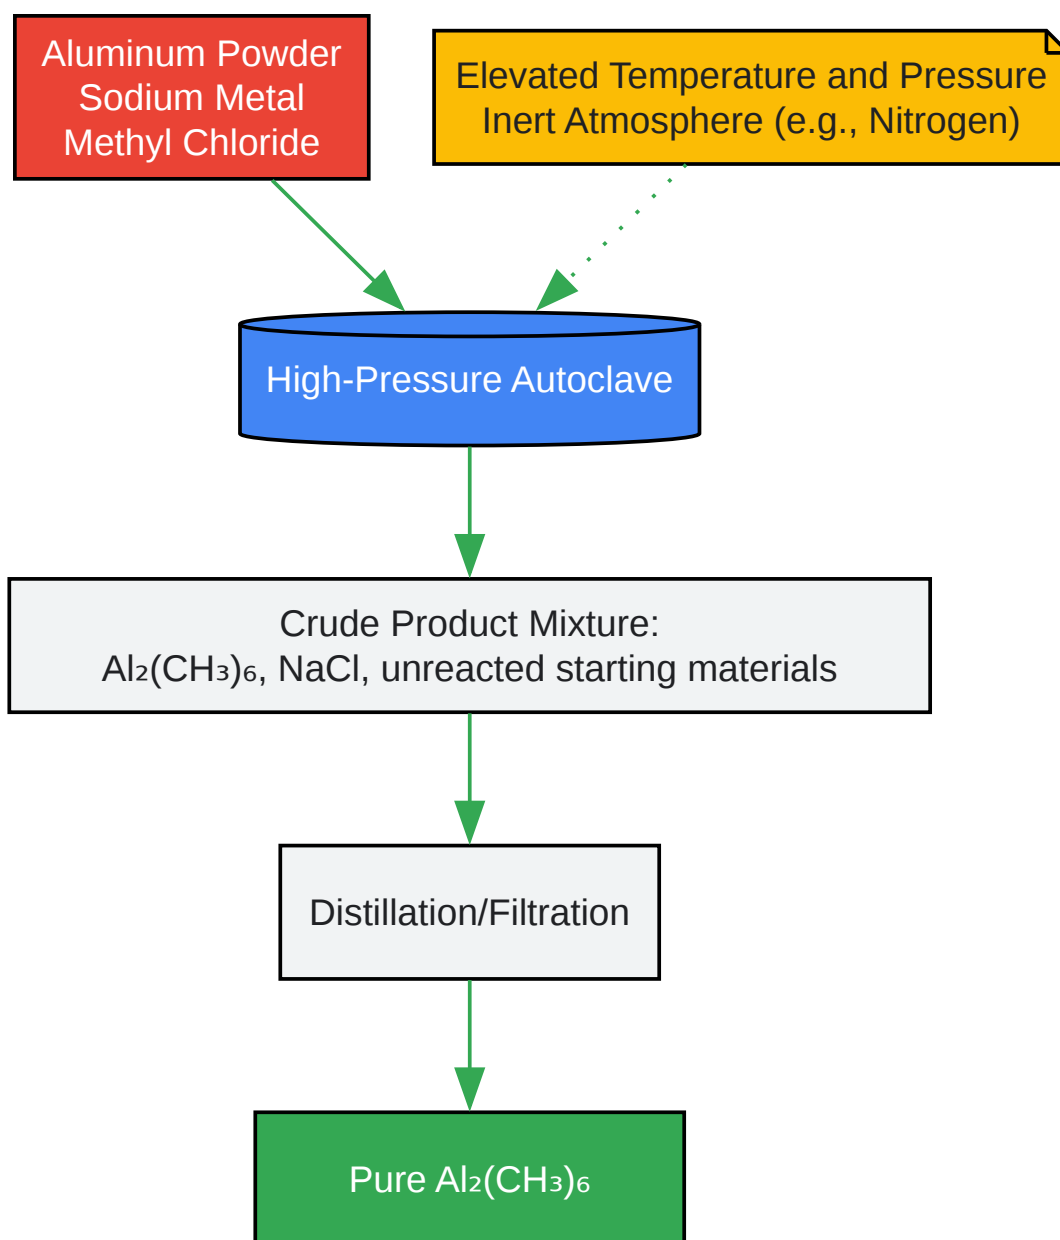 Aluminum Powder
Sodium Metal
Methyl Chloride
Elevated Temperature and Pressure
Inert Atmosphere (e.g., Nitrogen)
High-Pressure Autoclave
Crude Product Mixture:
Al₂(CH₃)₆, NaCl, unreacted starting materials
Distillation/Filtration
Pure Al₂(CH₃)₆